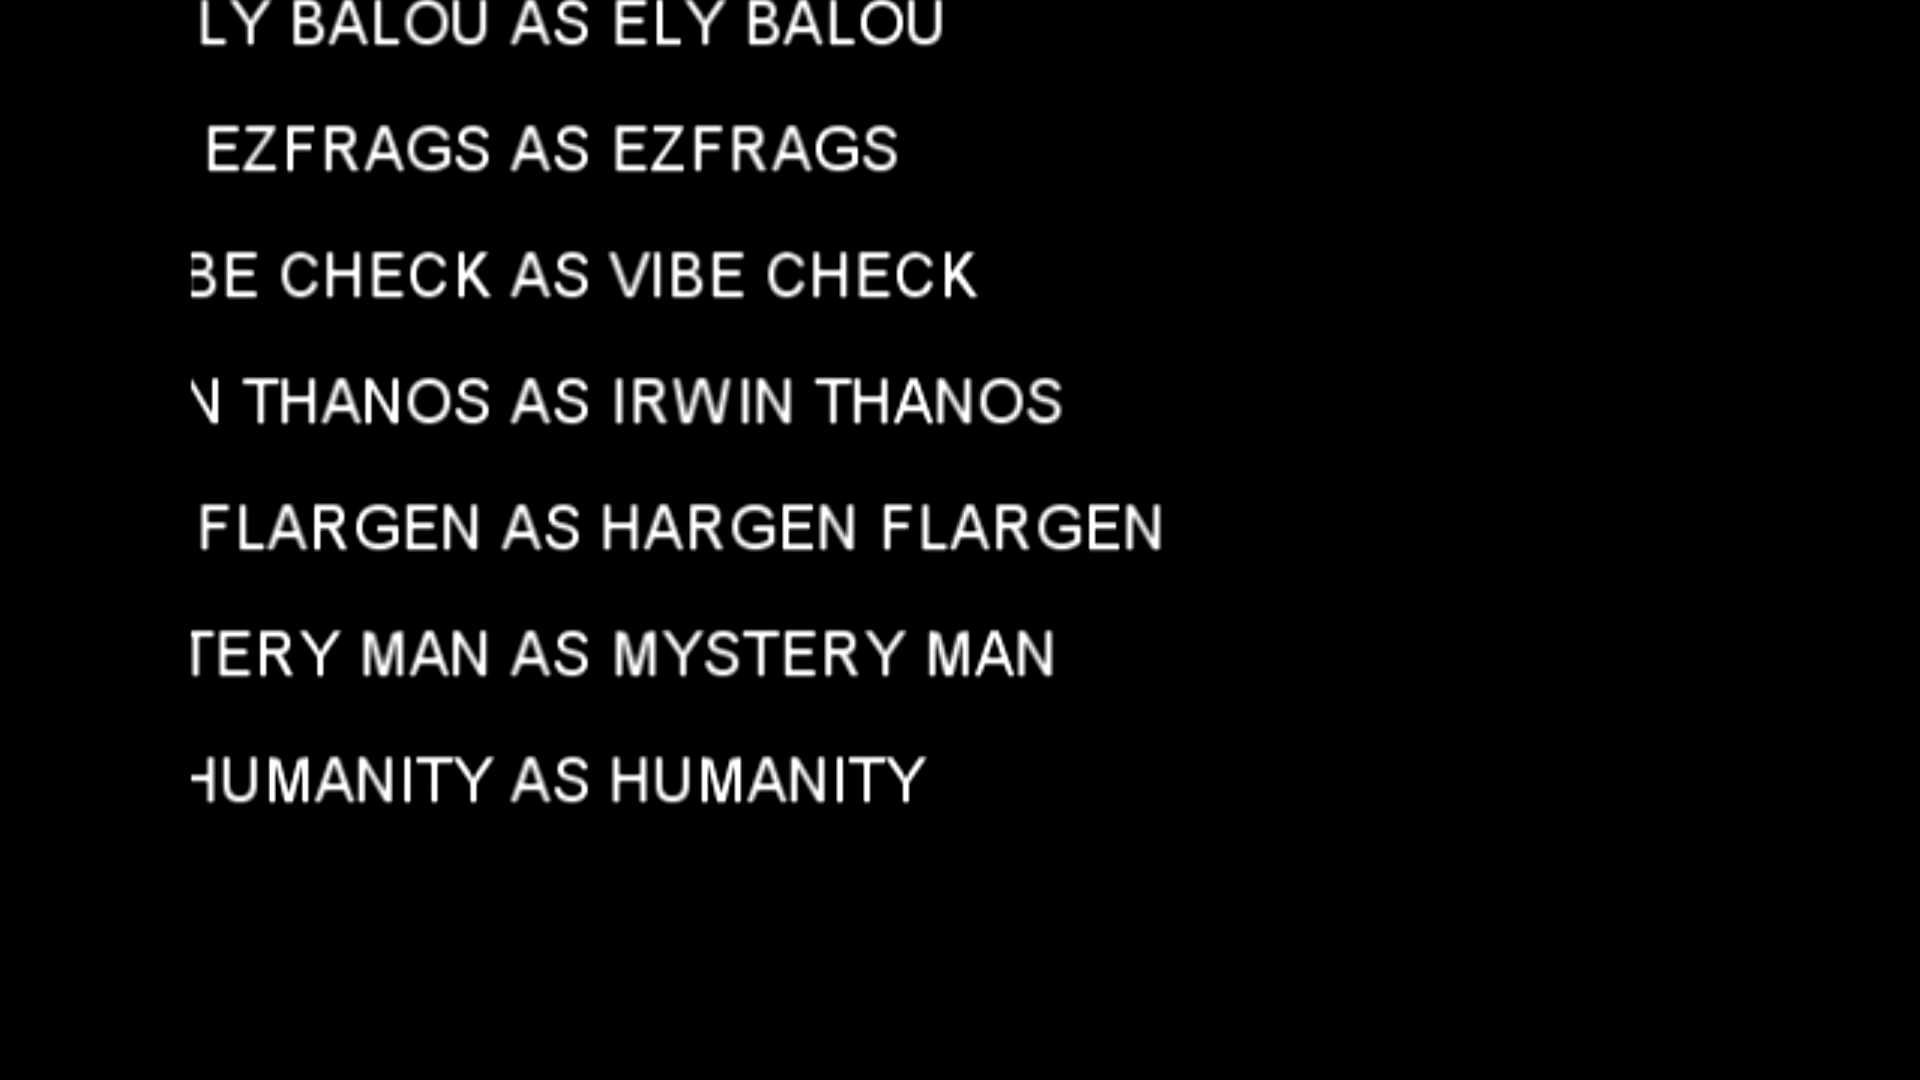 LY BALOU AS ELY BALOU
EZFRAGS AS EZFRAGS
BE CHECK AS VIBE CHECK
N THANOS AS IRWIN THANOS
FLARGEN AS HARGEN FLARGEN
TERY MAN AS MYSTERY MAN
HUMANITY AS HUMANITY